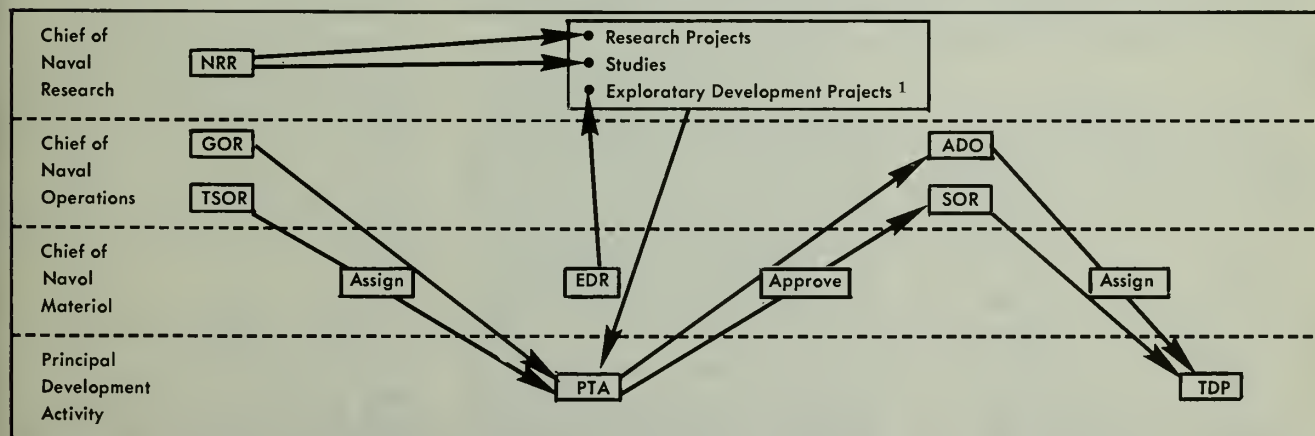 Chief of
Naval
Research
NRR
• Research Projects
• Studies
• Exploratary Development Projects 1
Chief of
Naval
Operations
GOR
TSOR
ADO
SOR
Chief of
Navol
Materiol
Assign
EDR
Approve
Assign
Principal
Development
Activity
PTA
TDP